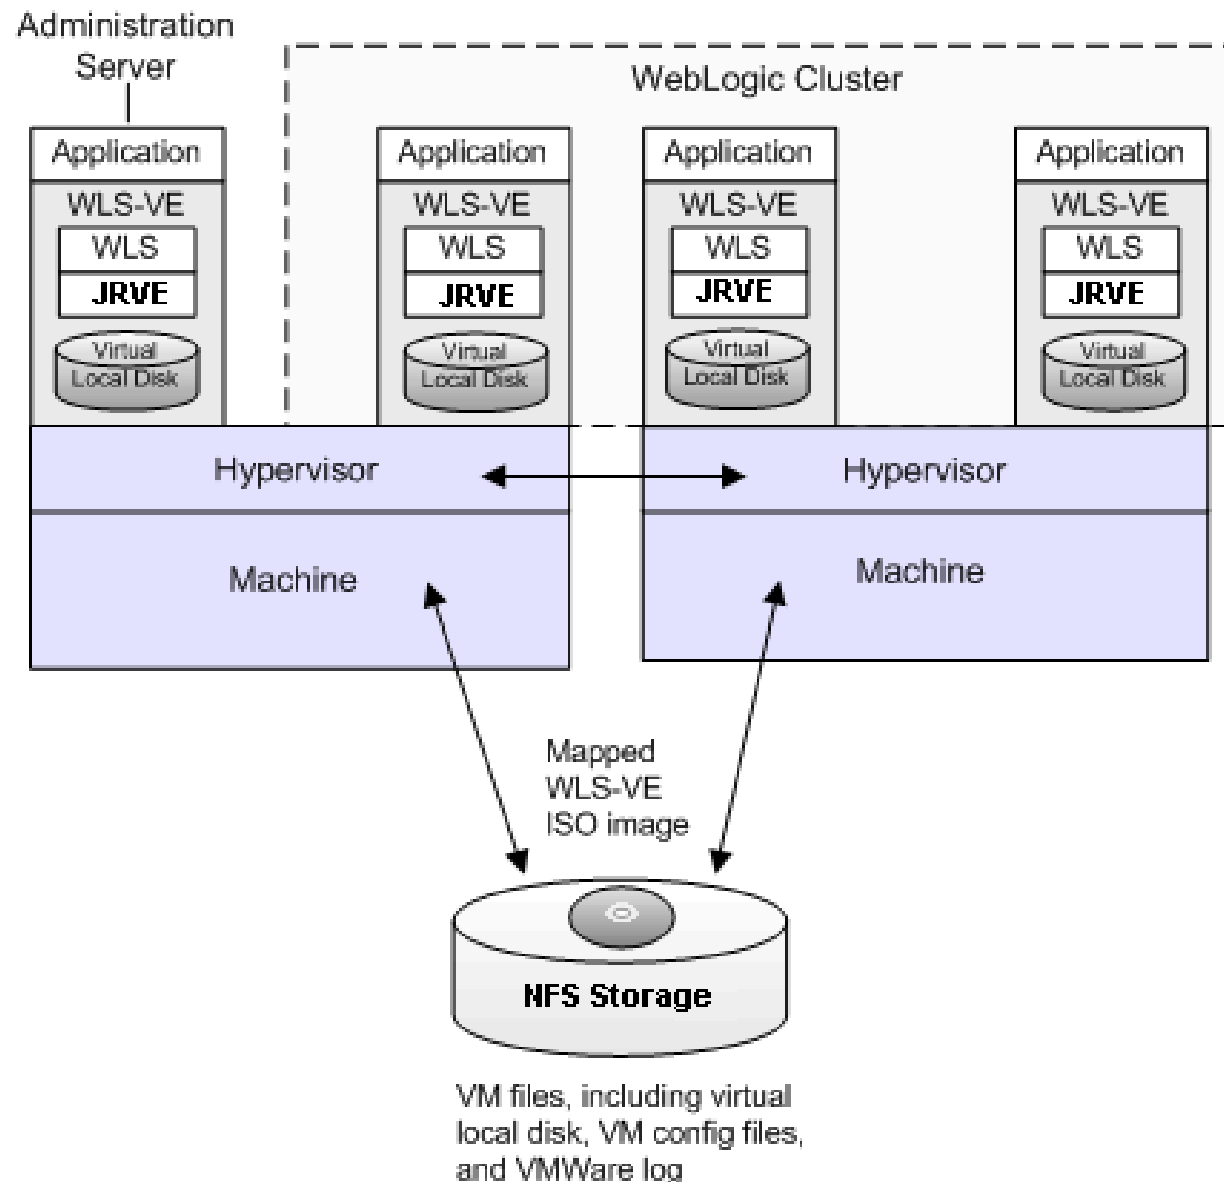 Administration
Server
WebLogic Cluster
Application
Application
Application
Application
WLS-VE
WLS-VE
WLS-VE
WLS-VE
WLS
WLS
WLS
WLS
JRVE
JRVE
JRVE
JRVE
Virtual
Local Disk
Virtual
Local Disk
Virtual
Local Disk
Virtual
Local Disk
Hypervisor
Hypervisor
Machine
Machine
Mapped
WLS-VE
ISO image
NFS Storage
VM files, including virtual
local disk, VM config files,
and VMWare log